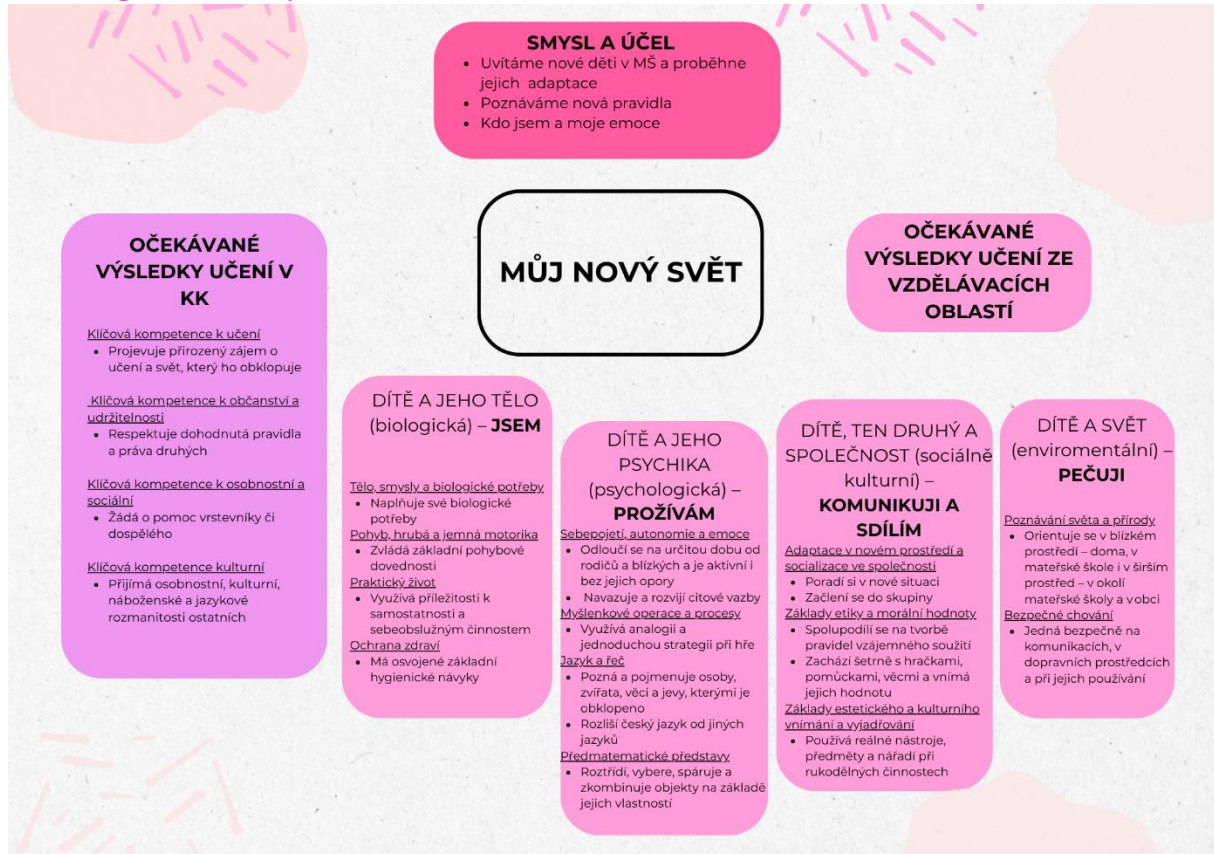 SMYSL A ÚČEL
• Uvítáme nové děti v MŠ a proběhne
jejich adaptace
• Poznáváme nová pravidla
• Kdo jsem a moje emoce
MŮJ NOVÝ SVĚT
OČEKÁVANÉ
VÝSLEDKY UČENÍ V
KK
Klíčová kompetence k učení
• Projevuje přirozený zájem o
učení a svět, který ho obklopuje
Klíčová kompetence k občanství a
udržitelnosti
• Respektuje dohodnutá pravidla
a práva druhých
Klíčová kompetence k osobnostní a
sociální
• Žádá o pomoc vrstevníky či
dospělého
Klíčová kompetence kulturní
• Přijímá osobnostní, kulturní,
náboženské a jazykové
rozmanitosti ostatních
OČEKÁVANÉ
VÝSLEDKY UČENÍ ZE
VZDĚLÁVACÍCH
OBLASTÍ
DÍTĚ A JEHO TĚLO
(biologická) – JSEM
Tělo, smysly a biologické potřeby
• Naplňuje své biologické
potřeby
Pohyb, hrubá a jemná motorika
• Zvládá základní pohybové
dovednosti
Praktický život
• Využívá příležitosti k
samostatnosti a
sebeobslužným činnostem
Ochrana zdraví
• Má osvojené základní
hygienické návyky
DÍTĚ A JEHO
PSYCHIKA
(psychologická) –
PROŽÍVÁM
Sebepojetí, autonomie a emoce
• Odloučí se na určitou dobu od
rodičů a blízkých a je aktivní i
bez jejich opory
• Navazuje a rozvíjí citové vazby
Myšlenkové operace a procesy
• Využívá analogii a
jednoduchou strategii při hře
Jazyk a řeč
• Pozná a pojmenuje osoby,
zvířata, věci a jevy, kterými je
obklopeno
• Rozliší český jazyk od jiných
jazyků
Předmatematické představy
• Roztřídí, vybere, spáruje a
zkombinuje objekty na základě
jejich vlastností
DÍTĚ, TEN DRUHÝ A
SPOLEČNOST (sociálně
kulturní) –
KOMUNIKUJI A
SDÍLÍM
Adaptace v novém prostředí a
socializace ve společnosti
• Poradí si v nové situaci
• Začlení se do skupiny
Základy etiky a morální hodnoty
• Spolupodílí se na tvorbě
pravidel vzájemného soužití
• Zachází šetrně s hračkami,
pomůckami, věcmi a vnímá
jejich hodnotu
Základy estetického a kulturního
vnímání a vyjadřování
• Používá reálné nástroje,
předměty a nářadí při
rukodělných činnostech
DÍTĚ A SVĚT
(enviromentální) –
PEČUJI
Poznávání světa a přírody
• Orientuje se v blízkém
prostředí – doma, v
mateřské škole i v širším
prostřed – v okolí
mateřské školy a v obci
Bezpečné chování
• Jedná bezpečně na
komunikacích, v
dopravních prostředcích
a při jejich používání